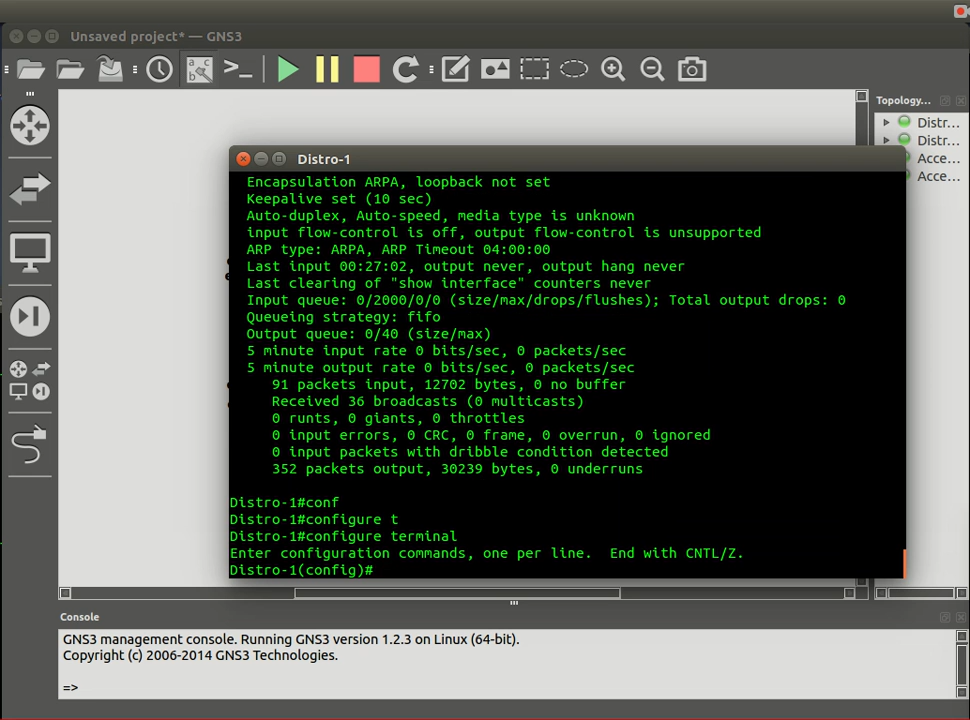 Unsaved project* — GNS3
a c
b
>_
Topology...
Distr...
Distr...
Acce...
Acce...
Distro-1
Encapsulation ARPA, loopback not set
Keepalive set (10 sec)
Auto-duplex, Auto-speed, media type is unknown
input flow-control is off, output flow-control is unsupported
ARP type: ARPA, ARP Timeout 04:00:00
Last input 00:27:02, output never, output hang never
Last clearing of "show interface" counters never
Input queue: 0/2000/0/0 (size/max/drops/flushes); Total output drops: 0
Queueing strategy: fifo
Output queue: 0/40 (size/max)
5 minute input rate 0 bits/sec, 0 packets/sec
5 minute output rate 0 bits/sec, 0 packets/sec
91 packets input, 12702 bytes, 0 no buffer
Received 36 broadcasts (0 multicasts)
0 runts, 0 giants, 0 throttles
0 input errors, 0 CRC, 0 frame, 0 overrun, 0 ignored
0 input packets with dribble condition detected
352 packets output, 30239 bytes, 0 underruns
Distro-1#conf
Distro-1#configure t
Distro-1#configure terminal
Enter configuration commands, one per line.  End with CNTL/Z.
Distro-1(config)#
Console
GNS3 management console. Running GNS3 version 1.2.3 on Linux (64-bit).
Copyright (c) 2006-2014 GNS3 Technologies.
=>